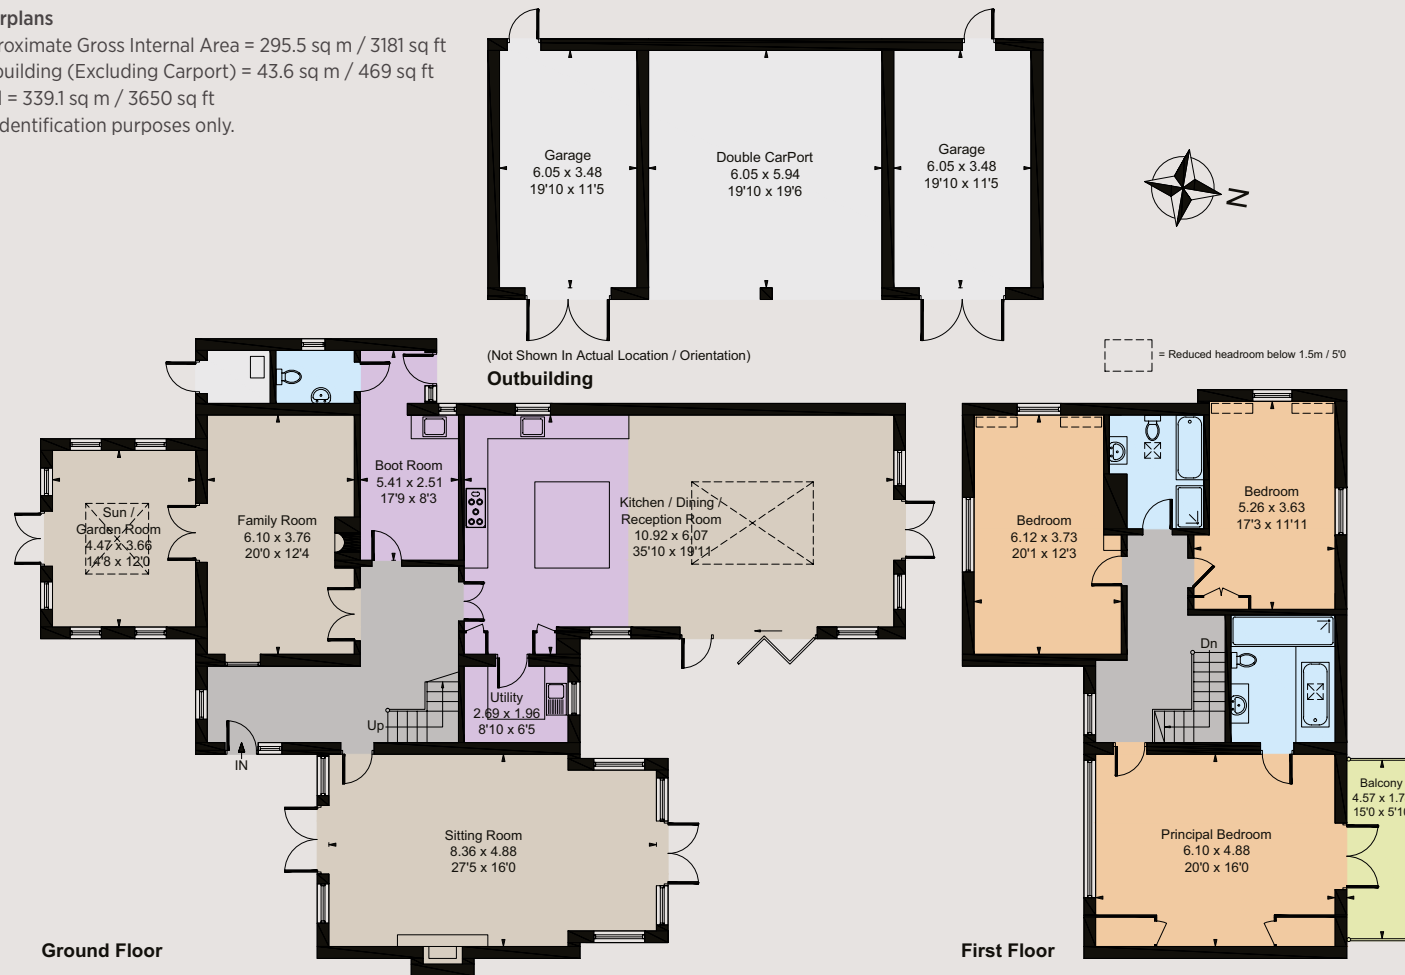 rplans
roximate Gross Internal Area = 295.5 sq m / 3181 sq ft
building (Excluding Carport) = 43.6 sq m / 469 sq ft
l = 339.1 sq m / 3650 sq ft
identification purposes only.
Garage
6.05 x 3.48
19'10 x 11'5
Double CarPort
6.05 x 5.94
19'10 x 19'6
Garage
6.05 x 3.48
19'10 x 11'5
N
(Not Shown In Actual Location / Orientation)
Outbuilding
= Reduced headroom below 1.5m / 5'0
Sun /
Garden Room
4.47 x 3.66
14'8 x 12'0
Family Room
6.10 x 3.76
20'0 x 12'4
Boot Room
5.41 x 2.51
17'9 x 8'3
Kitchen / Dining /
Reception Room
10.92 x 6.07
35'10 x 19'11
Utility
2.69 x 1.96
8'10 x 6'5
Up
IN
Sitting Room
8.36 x 4.88
27'5 x 16'0
Ground Floor
Bedroom
6.12 x 3.73
20'1 x 12'3
Bedroom
5.26 x 3.63
17'3 x 11'11
Dn
Principal Bedroom
6.10 x 4.88
20'0 x 16'0
Balcony
4.57 x 1.7
15'0 x 5'10
First Floor